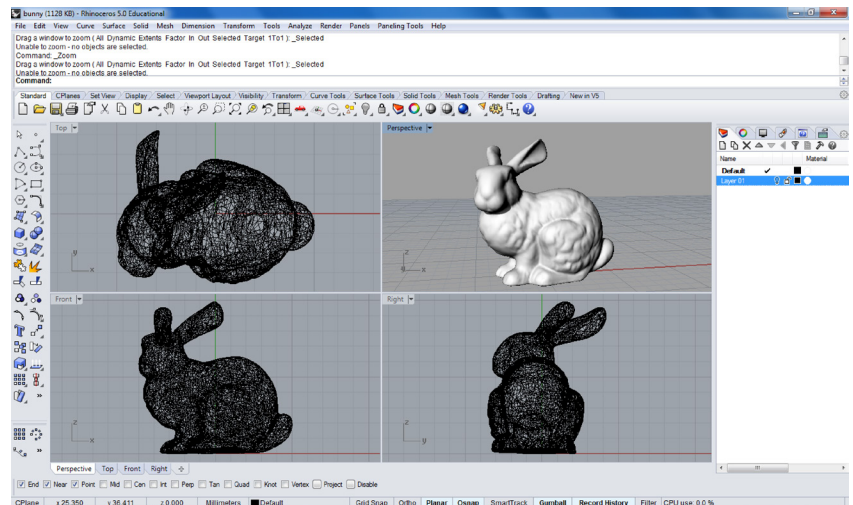 bunny (1128 KB) - Rhinoceros 5.0 Educational
File Edit View Curve Surface Solid Mesh Dimension Transform Tools Analyze Render Panels Paneling Tools Help
Drag a window to zoom ( All Dynamic Extents Factor In Out Selected Target 1To1 ): _Selected
Unable to zoom - no objects are selected.
Command: _Zoom
Drag a window to zoom ( All Dynamic Extents Factor In Out Selected Target 1To1 ): _Selected
Unable to zoom - no objects are selected.
Command:
Standard CPlanes Set View Display Select Viewport Layout Visibility Transform Curve Tools Surface Tools Solid Tools Mesh Tools Render Tools Drafting New in V5
Top
Perspective
Name Material
Default
Layer 01
y
x
z
x
Front
Right
z
x
z
y
Perspective Top Front Right
End Near Point Mid Cen Int Perp Tan Quad Knot Vertex Project Disable
CPlane x 25.350 y 36.411 z 0.000 Millimeters Default Grid Snap Ortho Planar Osnap SmartTrack Gumball Record History Filter CPU use: 0.0 %